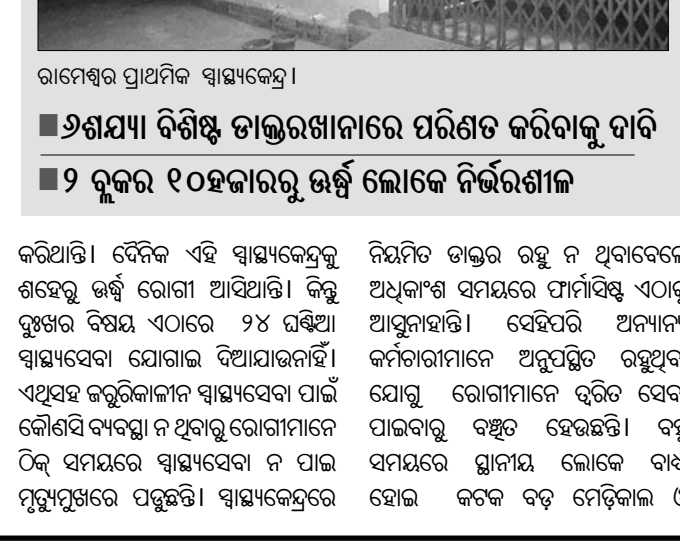 ରାମେଶ୍ୱର ପ୍ରାଥମିକ ସ୍ୱାସ୍ଥ୍ୟକେନ୍ଦ୍ର।
■୬ଶଯ୍ୟା ବିଶିଷ୍ଟ ଡାକ୍ତରଖାନାରେ ପରିଣତ କରିବାକୁ ଦାବି
■୨ ବ୍ଲକର ୧୦ହଜାରରୁ ଊର୍ଦ୍ଧ୍ୱ ଲୋକେ ନିର୍ଭରଶୀଳ
କରିଥାନ୍ତି। ଦୈନିକ ଏହି ସ୍ୱାସ୍ଥ୍ୟକେନ୍ଦ୍ରକୁ
ଶହେରୁ ଊର୍ଦ୍ଧ୍ୱ ରୋଗୀ ଆସିଥାନ୍ତି। କିନ୍ତୁ
ଦୁଃଖର ବିଷୟ ଏଠାରେ ୨୪ ଘଣ୍ଟିଆ
ସ୍ୱାସ୍ଥ୍ୟସେବା ଯୋଗାଇ ଦିଆଯାଉନାହିଁ।
ଏଥିସହ ଜରୁରିକାଳୀନ ସ୍ୱାସ୍ଥ୍ୟସେବା ପାଇଁ
କୌଣସି ବ୍ୟବସ୍ଥା ନ ଥିବାରୁ ରୋଗୀମାନେ
ଠିକ୍ ସମୟରେ ସ୍ୱାସ୍ଥ୍ୟସେବା ନ ପାଇ
ମୃତ୍ୟୁମୁଖରେ ପଡୁଛନ୍ତି। ସ୍ୱାସ୍ଥ୍ୟକେନ୍ଦ୍ରରେ
ନିୟମିତ ଡାକ୍ତର ରହୁ ନ ଥିବାବେଳେ
ଅଧିକାଂଶ ସମୟରେ ଫାର୍ମାସିଷ୍ଟ ଏଠାକୁ
ଆସୁନାହାନ୍ତି। ସେହିପରି ଅନ୍ୟାନ୍ୟ
କର୍ମଚାରୀମାନେ ଅନୁପସ୍ଥିତ ରହୁଥିବା
ଯୋଗୁ ରୋଗୀମାନେ ତ୍ୱରିତ ସେବା
ପାଇବାରୁ ବଞ୍ଚିତ ହେଉଛନ୍ତି। ବହୁ
ସମୟରେ ସ୍ଥାନୀୟ ଲୋକେ ବାଧ୍ୟ
ହୋଇ କଟକ ବଡ଼ ମେଡ଼ିକାଲ ଓ